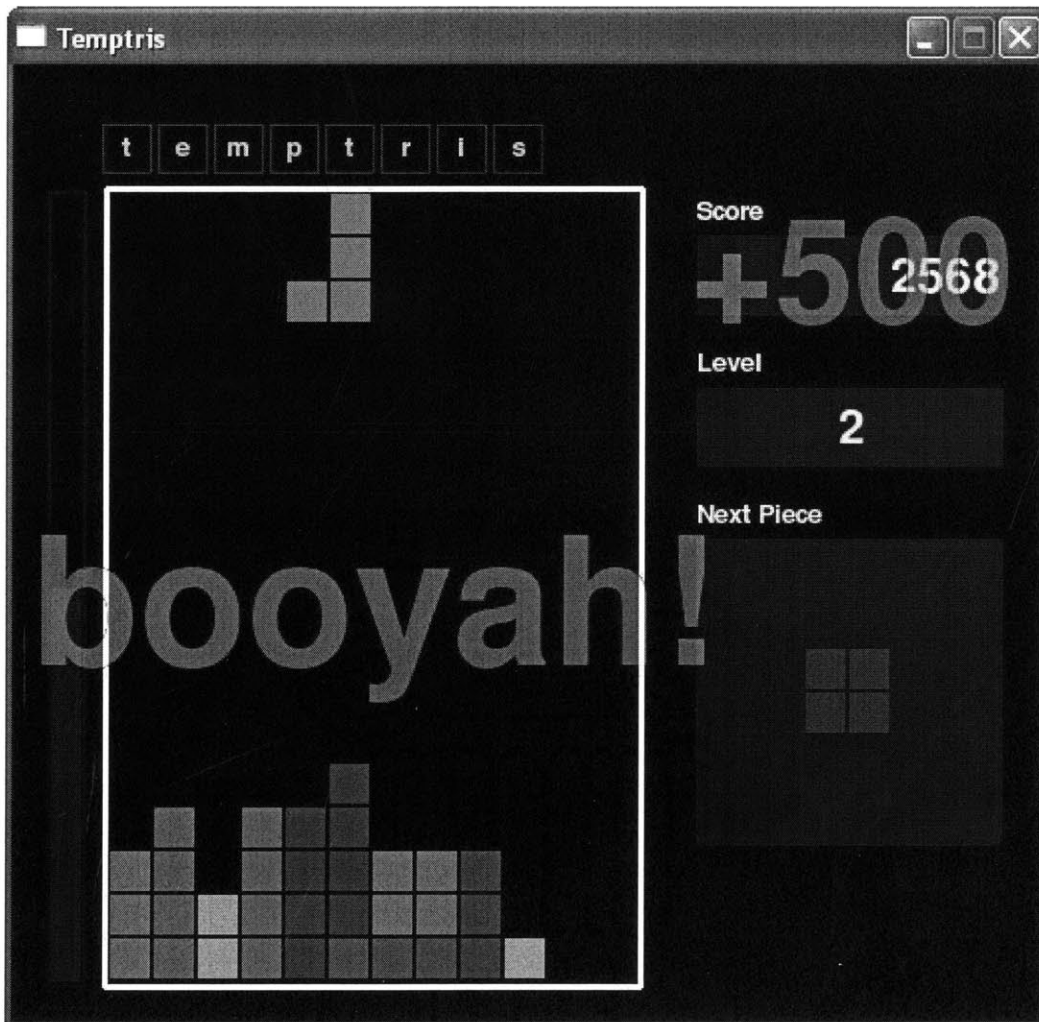 Temptris
t e m p t r i s
Score
+500
2568
Level
2
Next Piece
booyah!